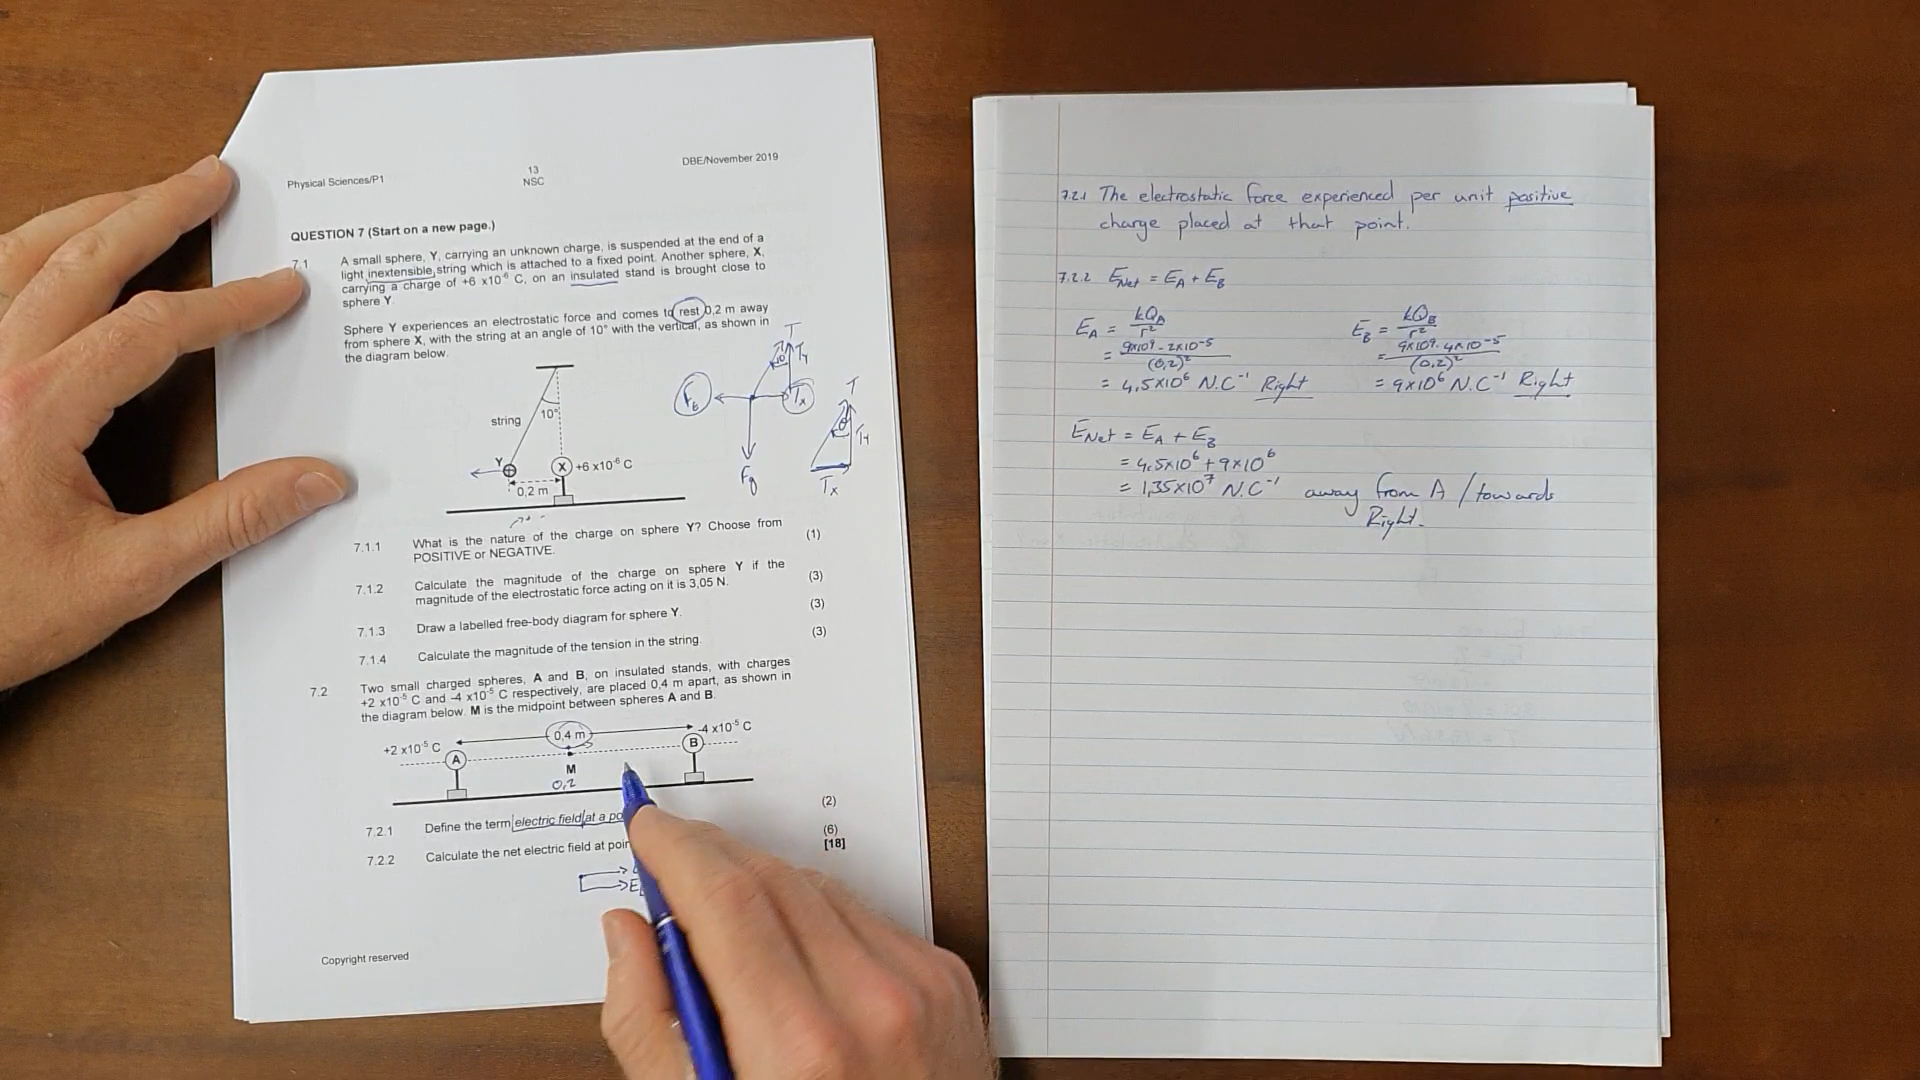 Physical Sciences/P1
13
NSC
DBE/November 2019
QUESTION 7 (Start on a new page.)
7.1 A small sphere, Y, carrying an unknown charge, is suspended at the end of a
light inextensible string which is attached to a fixed point. Another sphere, X,
carrying a charge of +6 x10⁻⁶ C, on an insulated stand is brought close to
sphere Y.
Sphere Y experiences an electrostatic force and comes to rest 0,2 m away
from sphere X, with the string at an angle of 10° with the vertical, as shown in
the diagram below.
string
10°
Y
X +6 x10⁻⁶ C
0,2 m
T
Ty
FE
Tx
Fg
T
θ
Ty
Tx
7.1.1 What is the nature of the charge on sphere Y? Choose from
POSITIVE or NEGATIVE. (1)
7.1.2 Calculate the magnitude of the charge on sphere Y if the
magnitude of the electrostatic force acting on it is 3,05 N. (3)
7.1.3 Draw a labelled free-body diagram for sphere Y. (3)
7.1.4 Calculate the magnitude of the tension in the string. (3)
7.2 Two small charged spheres, A and B, on insulated stands, with charges
+2 x10⁻⁵ C and -4 x10⁻⁵ C respectively, are placed 0,4 m apart, as shown in
the diagram below. M is the midpoint between spheres A and B.
+2 x10⁻⁵ C
0,4 m
-4 x10⁻⁵ C
A
B
M
0,2
7.2.1 Define the term electric field at a po (2)
7.2.2 Calculate the net electric field at poin (6)
[18]
E
Copyright reserved
7.2.1 The electrostatic force experienced per unit positive
charge placed at that point.
7.2.2 ENet = EA + EB
EA = kQA/r²
= 9x10⁹·2x10⁻⁵/(0,2)²
= 4,5x10⁶ N.C⁻¹ Right
EB = kQB/r²
= 9x10⁹·4x10⁻⁵/(0,2)²
= 9x10⁶ N.C⁻¹ Right
ENet = EA + EB
= 4,5x10⁶ + 9x10⁶
= 1,35x10⁷ N.C⁻¹ away from A / towards
Right.